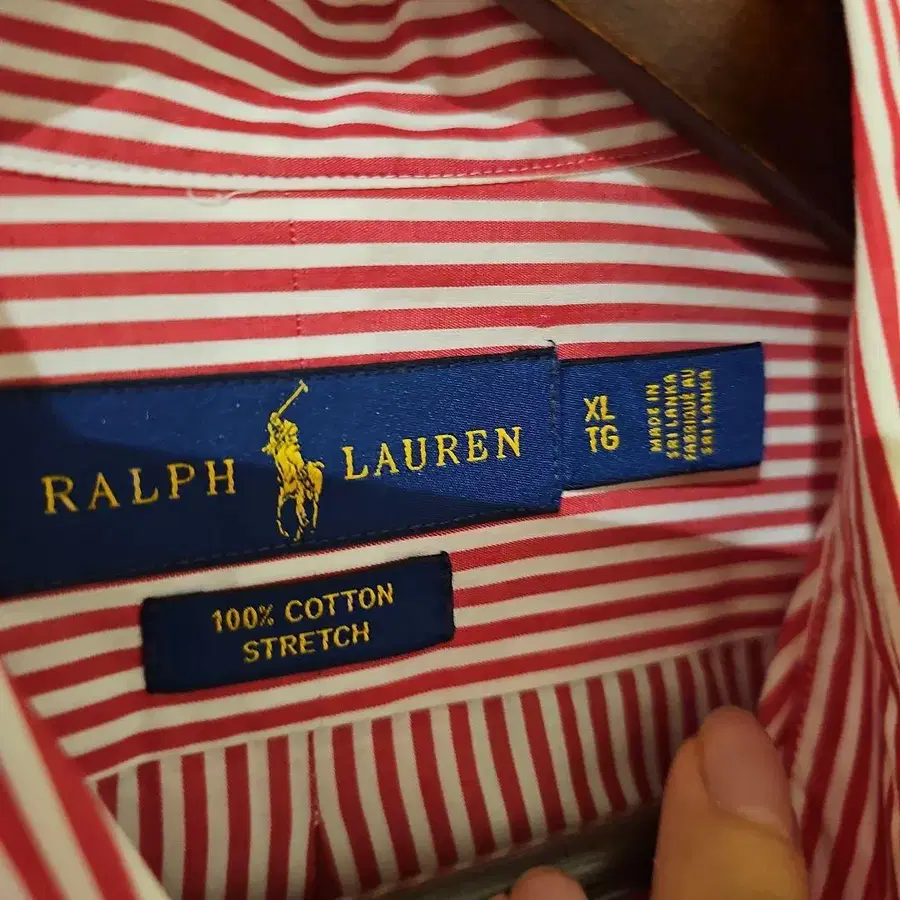 RALPH LAUREN
XL
TG
MADE IN
SRI LANKA
FABRIQUÉ AU
SRI LANKA
100% COTTON
STRETCH